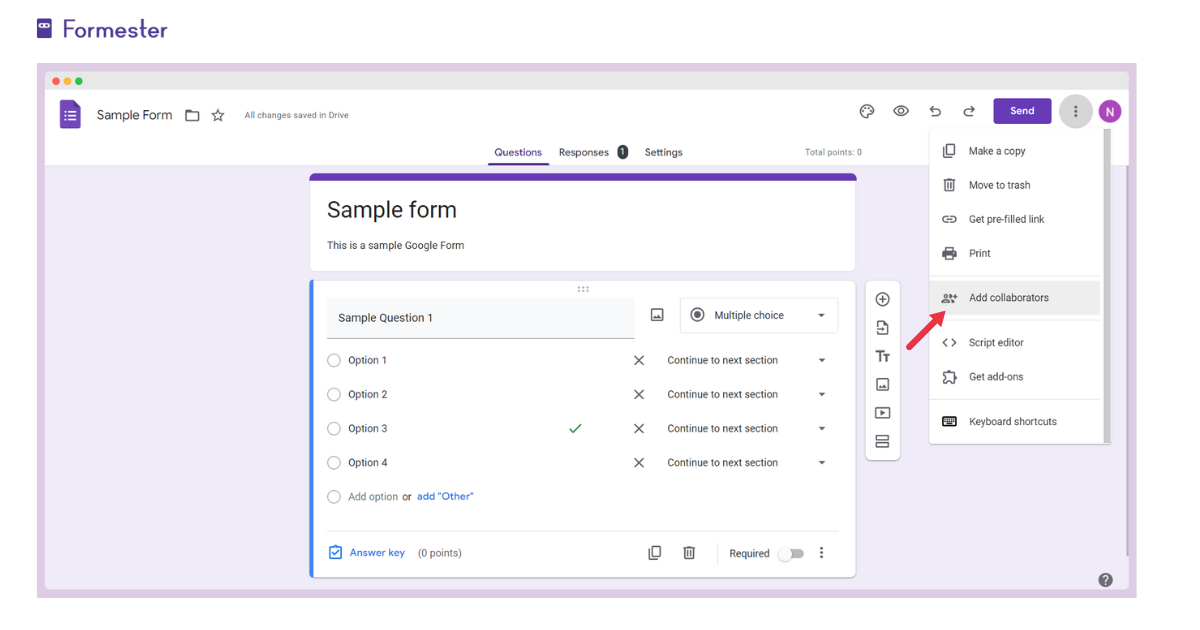 Formester
Sample Form
All changes saved in Drive
Send
N
Questions
Responses 1
Settings
Total points: 0
Make a copy
Move to trash
Get pre-filled link
Print
Add collaborators
Script editor
Get add-ons
Keyboard shortcuts
Sample form
This is a sample Google Form
Sample Question 1
Multiple choice
Option 1
Continue to next section
Option 2
Continue to next section
Option 3
Continue to next section
Option 4
Continue to next section
Add option or add "Other"
Answer key (0 points)
Required
Tт